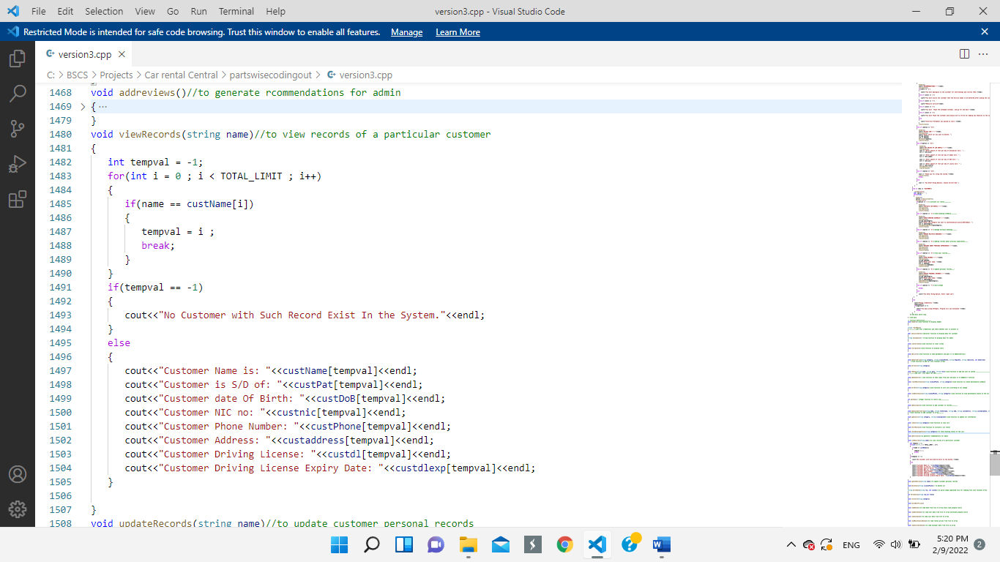 File Edit Selection View Go Run Terminal Help version3.cpp - Visual Studio Code
Restricted Mode is intended for safe code browsing. Trust this window to enable all features. Manage Learn More
version3.cpp
C: > BSCS > Projects > Car rental Central > partswisecodingout > version3.cpp
1468 void addreviews()//to generate rcommendations for admin
1469 > { ...
1479 }
1480 void viewRecords(string name)//to view records of a particular customer
1481 {
1482 int tempval = -1;
1483 for(int i = 0 ; i < TOTAL_LIMIT ; i++)
1484 {
1485 if(name == custName[i])
1486 {
1487 tempval = i ;
1488 break;
1489 }
1490 }
1491 if(tempval == -1)
1492 {
1493 cout<<"No Customer with Such Record Exist In the System."<<endl;
1494 }
1495 else
1496 {
1497 cout<<"Customer Name is: "<<custName[tempval]<<endl;
1498 cout<<"Customer is S/D of: "<<custPat[tempval]<<endl;
1499 cout<<"Customer date Of Birth: "<<custDoB[tempval]<<endl;
1500 cout<<"Customer NIC no: "<<custnic[tempval]<<endl;
1501 cout<<"Customer Phone Number: "<<custPhone[tempval]<<endl;
1502 cout<<"Customer Address: "<<custaddress[tempval]<<endl;
1503 cout<<"Customer Driving License: "<<custdl[tempval]<<endl;
1504 cout<<"Customer Driving License Expiry Date: "<<custdlexp[tempval]<<endl;
1505 }
1506
1507 }
1508 void updateRecords(string name)//to update customer personal records
ENG
5:20 PM
2/9/2022
2